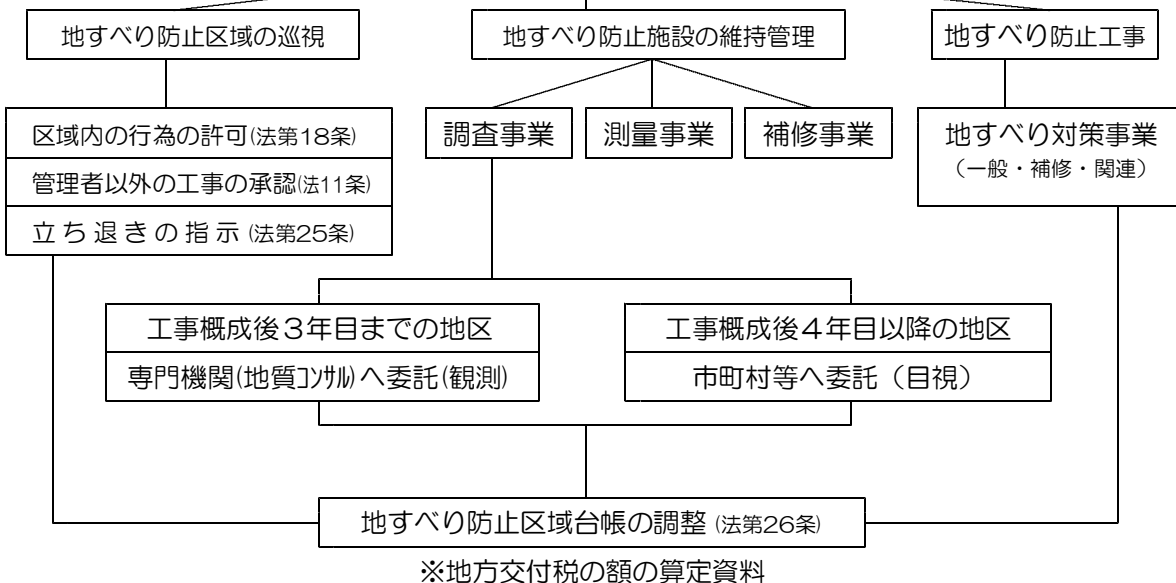 地すべり防止区域の巡視
地すべり防止施設の維持管理
地すべり防止工事
区域内の行為の許可(法第18条)
管理者以外の工事の承認(法11条)
立ち退きの指示(法第25条)
調査事業
測量事業
補修事業
地すべり対策事業
（一般・補修・関連）
工事概成後３年目までの地区
専門機関(地質ｺﾝｻﾙ)へ委託(観測)
工事概成後４年目以降の地区
市町村等へ委託（目視）
地すべり防止区域台帳の調整(法第26条)
※地方交付税の額の算定資料